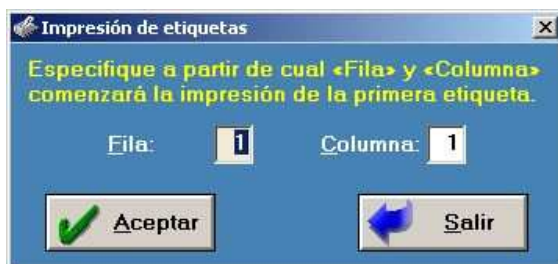 Impresión de etiquetas
Especifique a partir de cual «Fila» y «Columna»
comenzará la impresión de la primera etiqueta.
Fila: 1 Columna: 1
Aceptar Salir